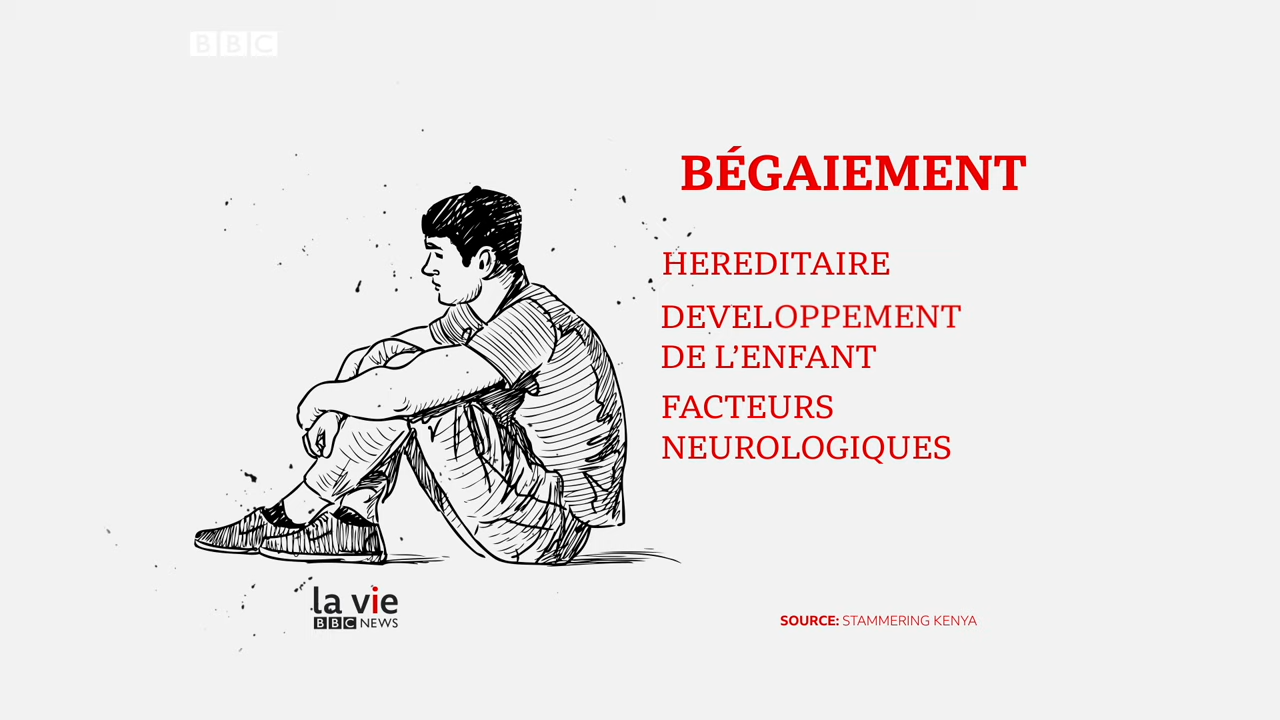 BBC
BÉGAIEMENT
HEREDITAIRE
DEVELOPPEMENT
DE L'ENFANT
FACTEURS
NEUROLOGIQUES
la vie
BBC NEWS
SOURCE: STAMMERING KENYA